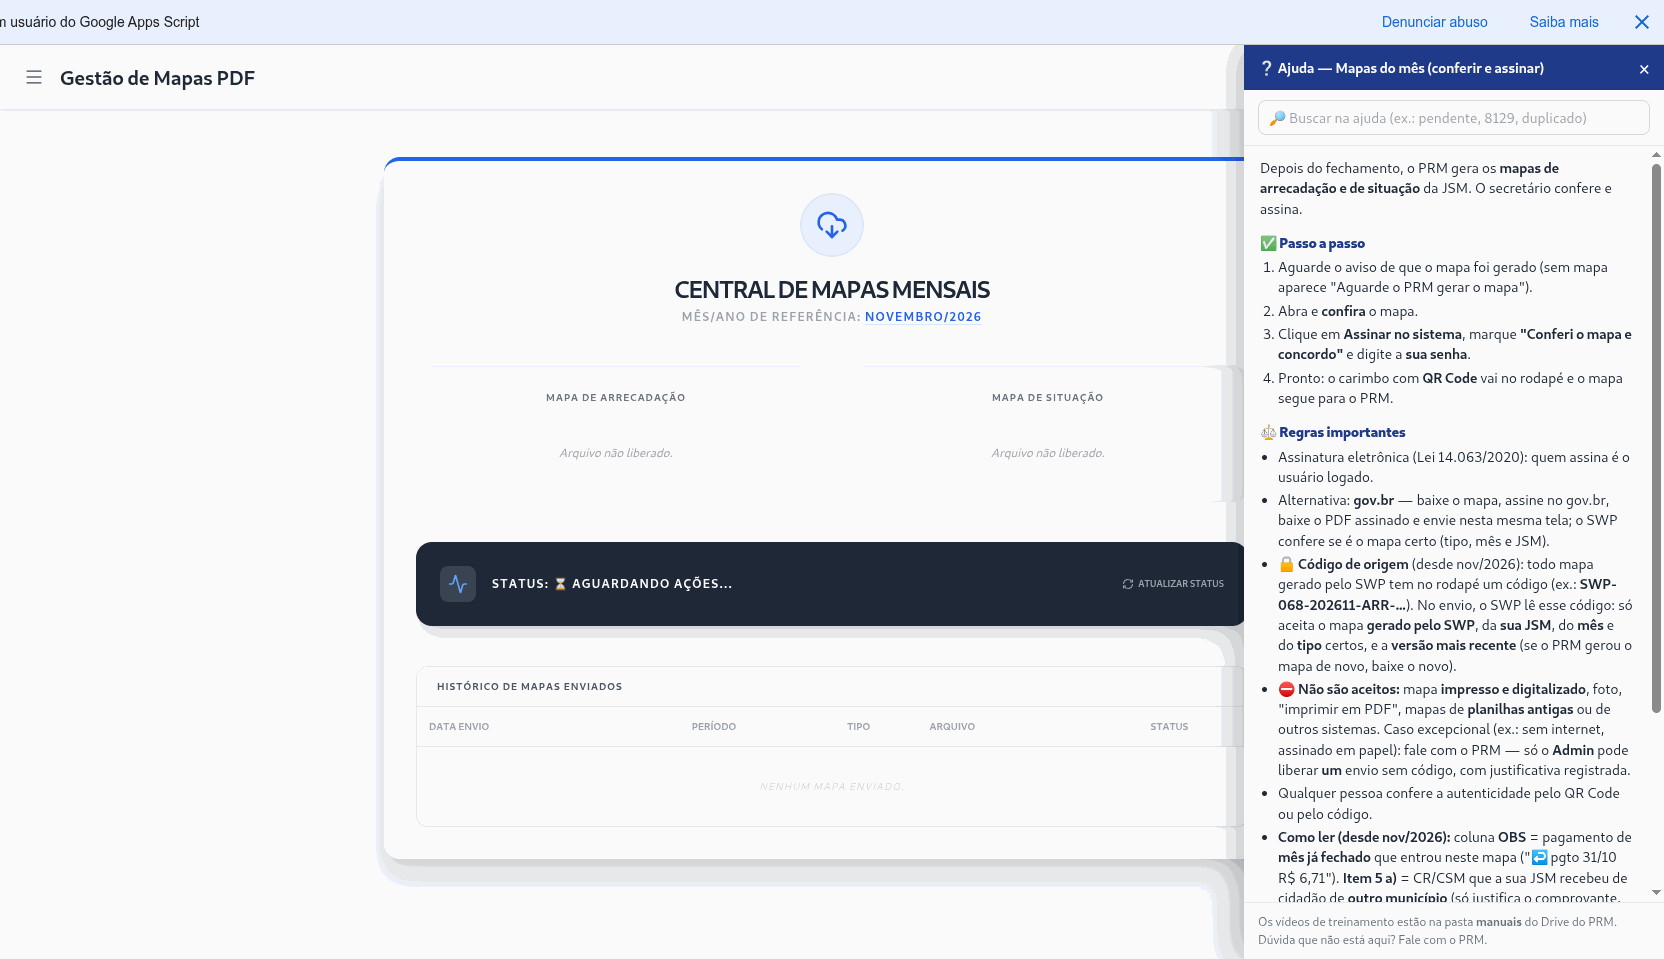 usuário do Google Apps Script
Denunciar abuso
Saiba mais
Gestão de Mapas PDF
CENTRAL DE MAPAS MENSAIS
MÊS/ANO DE REFERÊNCIA: NOVEMBRO/2026
MAPA DE ARRECADAÇÃO
MAPA DE SITUAÇÃO
Arquivo não liberado.
Arquivo não liberado.
STATUS: ⏳ AGUARDANDO AÇÕES...
ATUALIZAR STATUS
HISTÓRICO DE MAPAS ENVIADOS
DATA ENVIO PERÍODO TIPO ARQUIVO STATUS
NENHUM MAPA ENVIADO.
❔ Ajuda — Mapas do mês (conferir e assinar)
🔎 Buscar na ajuda (ex.: pendente, 8129, duplicado)
Depois do fechamento, o PRM gera os mapas de
arrecadação e de situação da JSM. O secretário confere e
assina.
✅ Passo a passo
1. Aguarde o aviso de que o mapa foi gerado (sem mapa
aparece "Aguarde o PRM gerar o mapa").
2. Abra e confira o mapa.
3. Clique em Assinar no sistema, marque "Conferi o mapa e
concordo" e digite a sua senha.
4. Pronto: o carimbo com QR Code vai no rodapé e o mapa
segue para o PRM.
⚖️ Regras importantes
• Assinatura eletrônica (Lei 14.063/2020): quem assina é o
usuário logado.
• Alternativa: gov.br — baixe o mapa, assine no gov.br,
baixe o PDF assinado e envie nesta mesma tela; o SWP
confere se é o mapa certo (tipo, mês e JSM).
• 🔒 Código de origem (desde nov/2026): todo mapa
gerado pelo SWP tem no rodapé um código (ex.: SWP-
068-202611-ARR-...). No envio, o SWP lê esse código: só
aceita o mapa gerado pelo SWP, da sua JSM, do mês e
do tipo certos, e a versão mais recente (se o PRM gerou o
mapa de novo, baixe o novo).
• ⛔ Não são aceitos: mapa impresso e digitalizado, foto,
"imprimir em PDF", mapas de planilhas antigas ou de
outros sistemas. Caso excepcional (ex.: sem internet,
assinado em papel): fale com o PRM — só o Admin pode
liberar um envio sem código, com justificativa registrada.
• Qualquer pessoa confere a autenticidade pelo QR Code
ou pelo código.
• Como ler (desde nov/2026): coluna OBS = pagamento de
mês já fechado que entrou neste mapa ("↩️ pgto 31/10
R$ 6,71"). Item 5 a) = CR/CSM que a sua JSM recebeu de
cidadão de outro município (só justifica o comprovante,
Os vídeos de treinamento estão na pasta manuais do Drive do PRM.
Dúvida que não está aqui? Fale com o PRM.